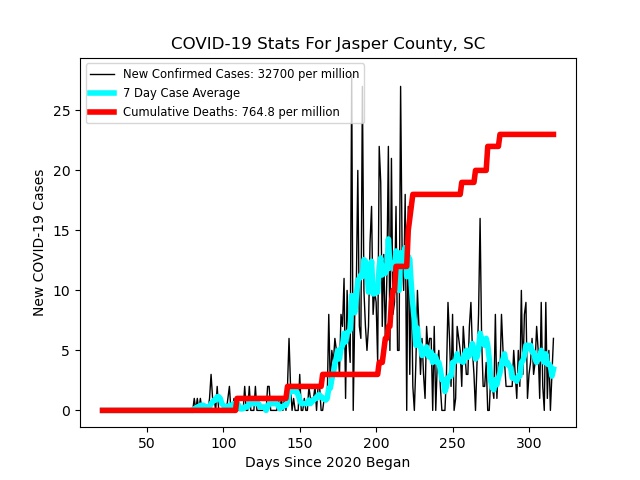 COVID-19 Stats For Jasper County, SC
New Confirmed Cases: 32700 per million
7 Day Case Average
Cumulative Deaths: 764.8 per million
New COVID-19 Cases
25
20
15
10
5
0
50 100 150 200 250 300
Days Since 2020 Began